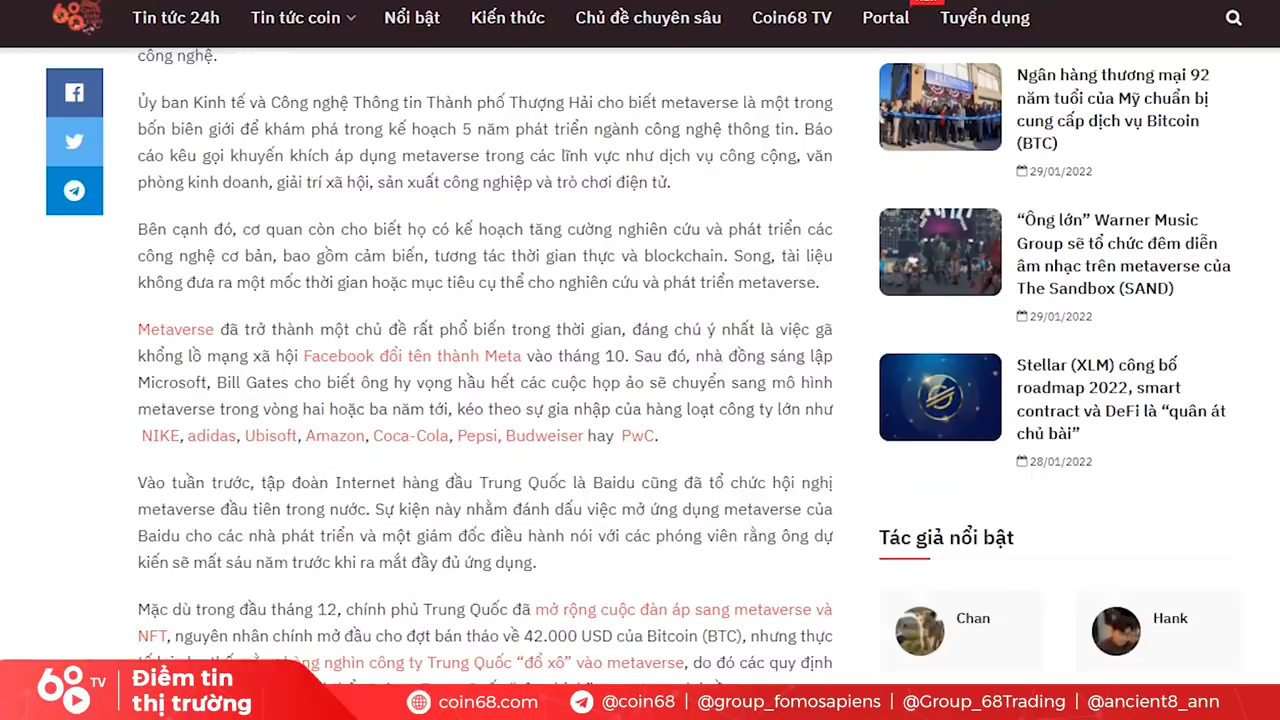 68
Tin tức 24h
Tin tức coin
Nổi bật
Kiến thức
Chủ đề chuyên sâu
Coin68 TV
Portal
Tuyển dụng
công nghệ.
Ủy ban Kinh tế và Công nghệ Thông tin Thành phố Thượng Hải cho biết metaverse là một trong
bốn biên giới để khám phá trong kế hoạch 5 năm phát triển ngành công nghệ thông tin. Báo
cáo kêu gọi khuyến khích áp dụng metaverse trong các lĩnh vực như dịch vụ công cộng, văn
phòng kinh doanh, giải trí xã hội, sản xuất công nghiệp và trò chơi điện tử.
Bên cạnh đó, cơ quan còn cho biết họ có kế hoạch tăng cường nghiên cứu và phát triển các
công nghệ cơ bản, bao gồm cảm biến, tương tác thời gian thực và blockchain. Song, tài liệu
không đưa ra một mốc thời gian hoặc mục tiêu cụ thể cho nghiên cứu và phát triển metaverse.
Metaverse đã trở thành một chủ đề rất phổ biến trong thời gian, đáng chú ý nhất là việc gã
khổng lồ mạng xã hội Facebook đổi tên thành Meta vào tháng 10. Sau đó, nhà đồng sáng lập
Microsoft, Bill Gates cho biết ông hy vọng hầu hết các cuộc họp ảo sẽ chuyển sang mô hình
metaverse trong vòng hai hoặc ba năm tới, kéo theo sự gia nhập của hàng loạt công ty lớn như
NIKE, adidas, Ubisoft, Amazon, Coca-Cola, Pepsi, Budweiser hay PwC.
Vào tuần trước, tập đoàn Internet hàng đầu Trung Quốc là Baidu cũng đã tổ chức hội nghị
metaverse đầu tiên trong nước. Sự kiện này nhằm đánh dấu việc mở ứng dụng metaverse của
Baidu cho các nhà phát triển và một giám đốc điều hành nói với các phóng viên rằng ông dự
kiến sẽ mất sáu năm trước khi ra mắt đầy đủ ứng dụng.
Mặc dù trong đầu tháng 12, chính phủ Trung Quốc đã mở rộng cuộc đàn áp sang metaverse và
NFT, nguyên nhân chính mở đầu cho đợt bán tháo về 42.000 USD của Bitcoin (BTC), nhưng thực
nghìn công ty Trung Quốc “đổ xô” vào metaverse, do đó các quy định
Ngân hàng thương mại 92
năm tuổi của Mỹ chuẩn bị
cung cấp dịch vụ Bitcoin
(BTC)
29/01/2022
“Ông lớn” Warner Music
Group sẽ tổ chức đêm diễn
âm nhạc trên metaverse của
The Sandbox (SAND)
29/01/2022
Stellar (XLM) công bố
roadmap 2022, smart
contract và DeFi là “quân át
chủ bài”
28/01/2022
Tác giả nổi bật
Chan
Hank
68 TV
Điểm tin
thị trường
coin68.com
@coin68 | @group_fomosapiens | @Group_68Trading | @ancient8_ann